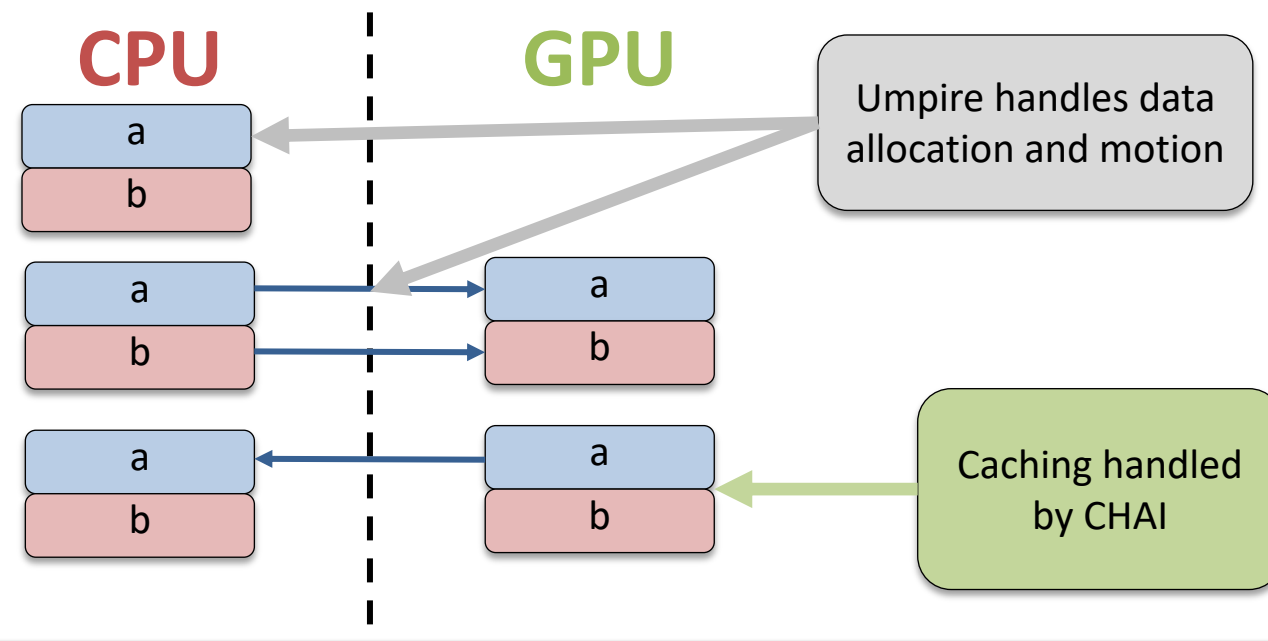 CPU
GPU
Umpire handles data
allocation and motion
a
b
a
b
a
b
Caching handled
by CHAI
a
b
a
b